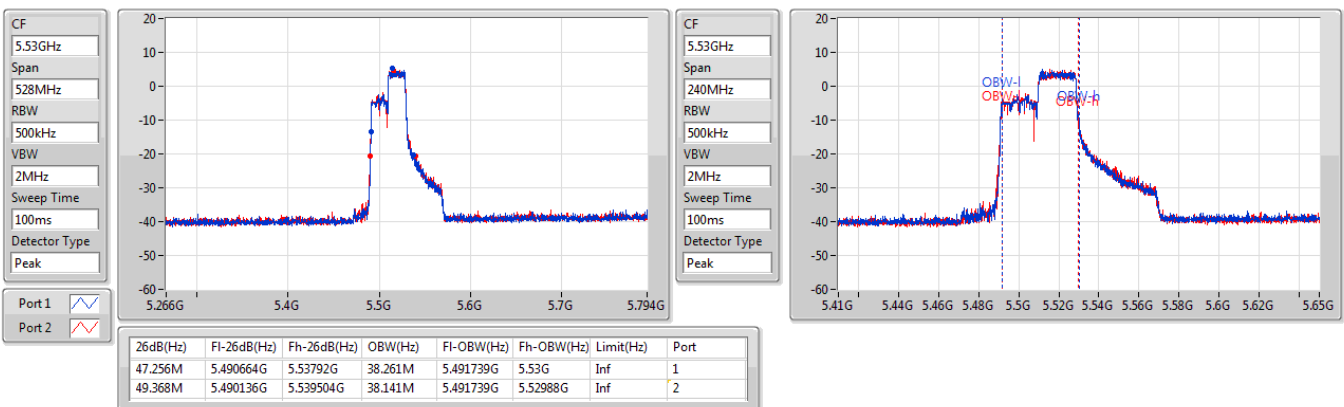 CF
5.53GHz
Span
528MHz
RBW
500kHz
VBW
2MHz
Sweep Time
100ms
Detector Type
Peak
Port 1
Port 2
20
10
0
-10
-20
-30
-40
-50
-60
5.266G 5.4G 5.5G 5.6G 5.7G 5.794G
CF
5.53GHz
Span
240MHz
RBW
500kHz
VBW
2MHz
Sweep Time
100ms
Detector Type
Peak
20
10
0
-10
-20
-30
-40
-50
-60
OBW-l
OBW-l
OBW-h
OBW-h
5.41G 5.44G 5.46G 5.48G 5.5G 5.52G 5.54G 5.56G 5.58G 5.6G 5.62G 5.65G
26dB(Hz) Fl-26dB(Hz) Fh-26dB(Hz) OBW(Hz) Fl-OBW(Hz) Fh-OBW(Hz) Limit(Hz) Port
47.256M 5.490664G 5.53792G 38.261M 5.491739G 5.53G Inf 1
49.368M 5.490136G 5.539504G 38.141M 5.491739G 5.52988G Inf 2